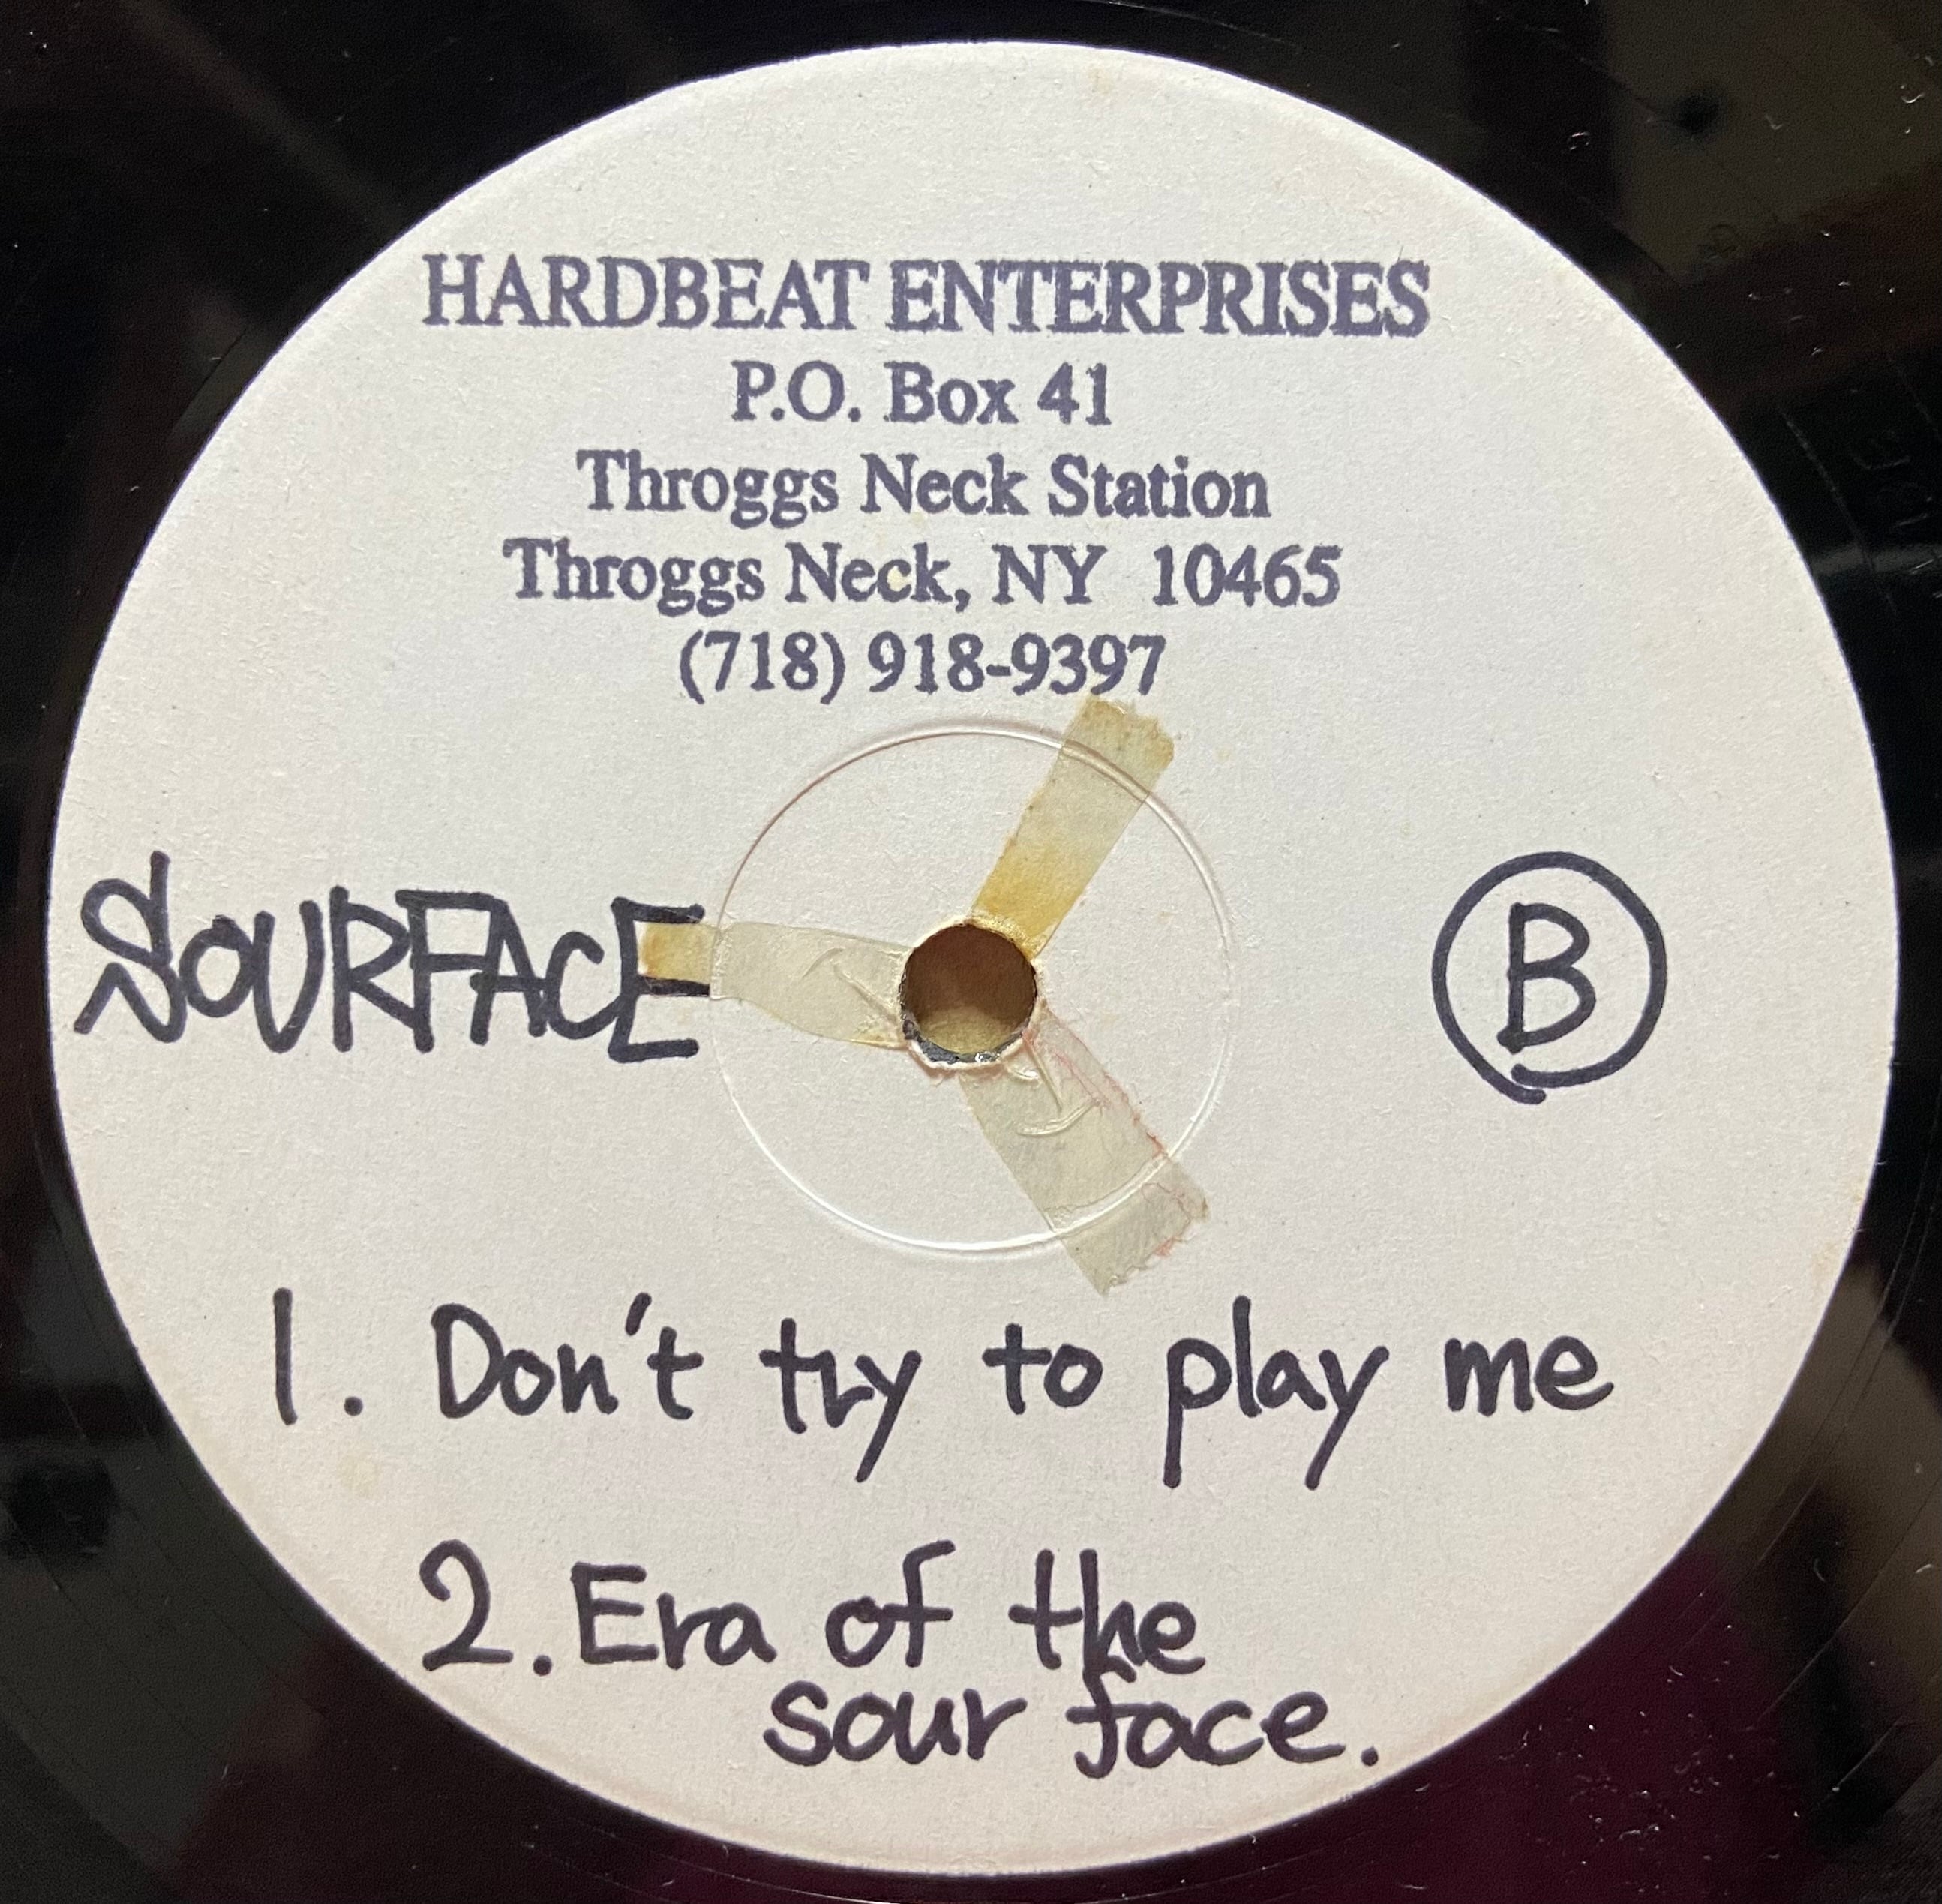 HARDBEAT ENTERPRISES
P.O. Box 41
Throggs Neck Station
Throggs Neck, NY 10465
(718) 918-9397
SOURFACE
B
1. Don't try to play me
2. Era of the
sour face.